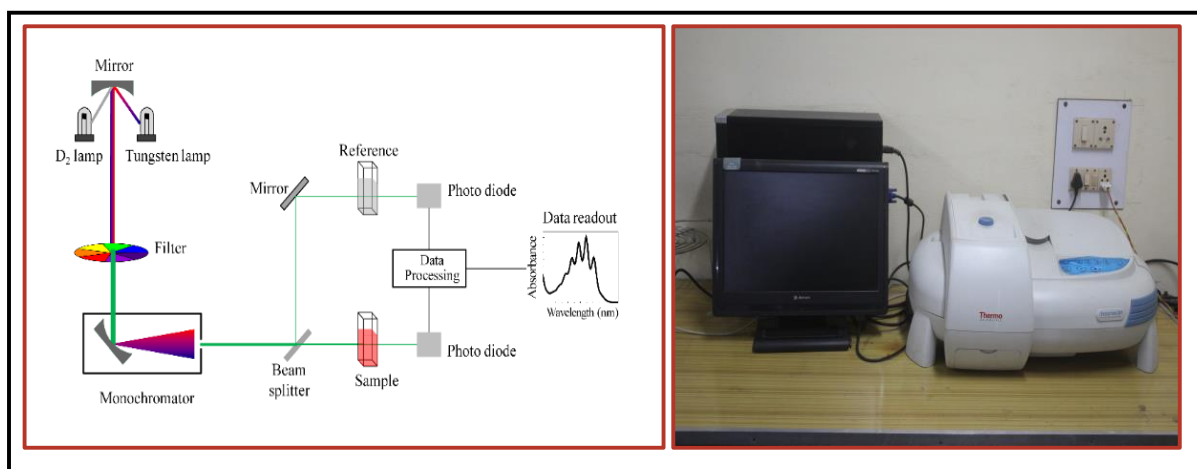 Mirror
D₂ lamp
Tungsten lamp
Filter
Monochromator
Mirror
Reference
Photo diode
Data
Processing
Data readout
Absorbance
Wavelength (nm)
Beam
splitter
Sample
Photo diode
Thermo